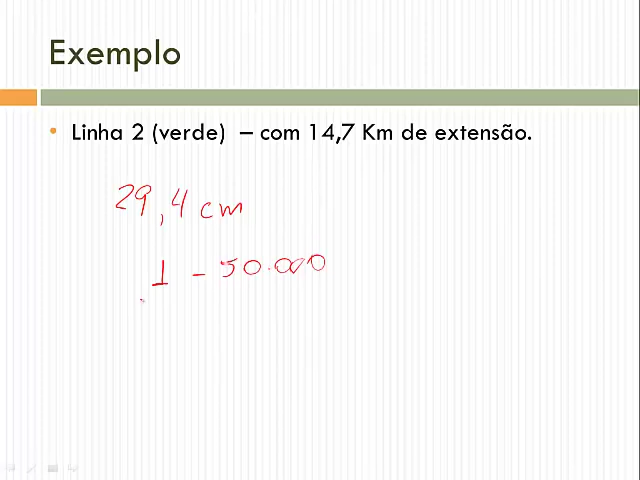 Exemplo
• Linha 2 (verde) – com 14,7 Km de extensão.
29,4 cm
1 - 50.000